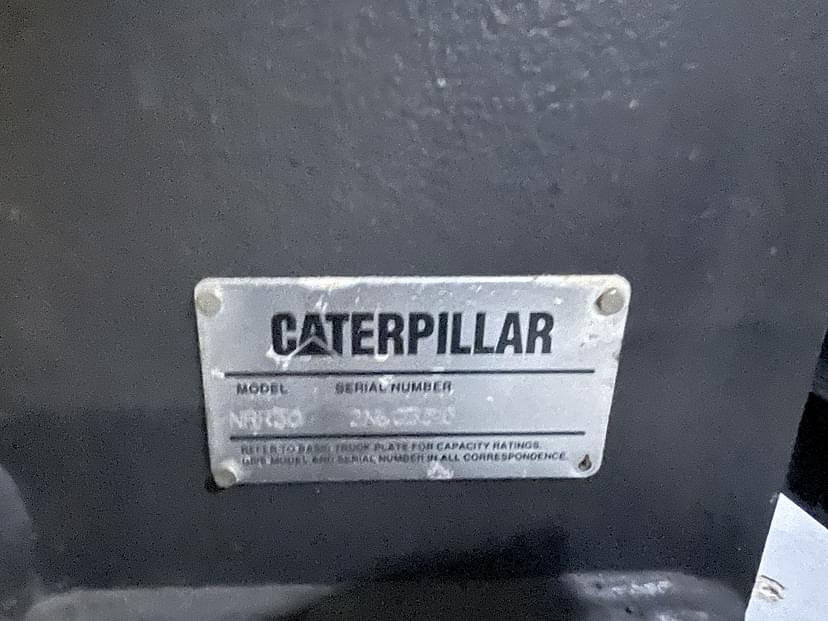 CATERPILLAR
MODEL SERIAL NUMBER
NRR30
REFER TO BASIC TRUCK PLATE FOR CAPACITY RATINGS.
GIVE MODEL AND SERIAL NUMBER IN ALL CORRESPONDENCE.